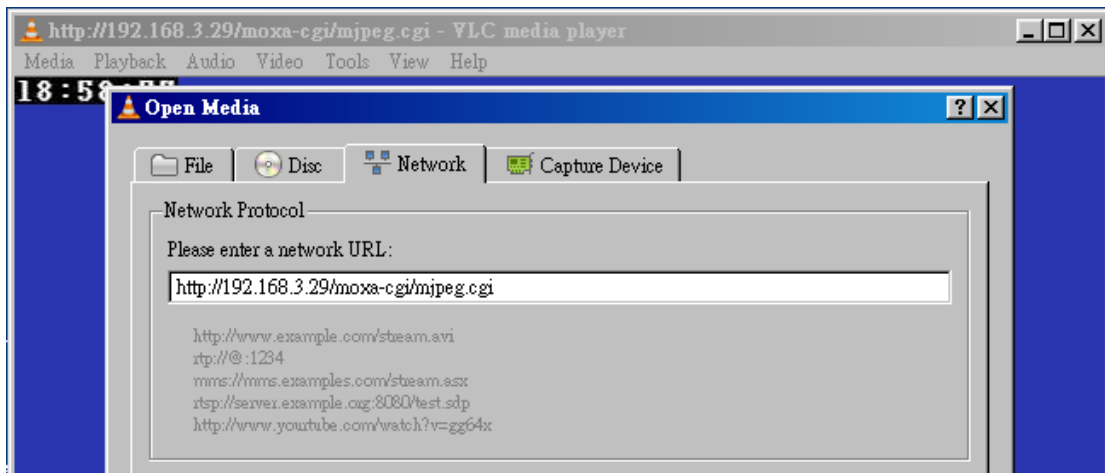 http://192.168.3.29/moxa-cgi/mjpeg.cgi - VLC media player
Media Playback Audio Video Tools View Help
18:58
Open Media
File Disc Network Capture Device
Network Protocol
Please enter a network URL:
http://192.168.3.29/moxa-cgi/mjpeg.cgi
http://www.example.com/stream.avi
rtp://@:1234
mms://mms.examples.com/stream.asx
rtsp://server.example.org:8080/test.sdp
http://www.yourtube.com/watch?v=gg64x